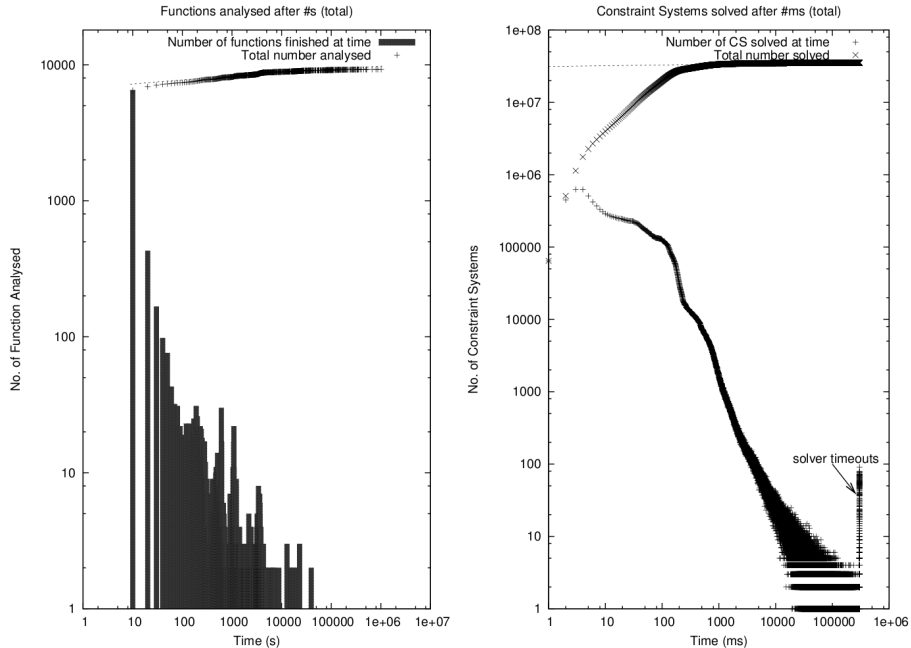 Functions analysed after #s (total)
Number of functions finished at time
Total number analysed
10000
1000
100
10
1
No. of Function Analysed
1 10 100 1000 10000 100000 1e+06 1e+07
Time (s)
Constraint Systems solved after #ms (total)
Number of CS solved at time
Total number solved
1e+08
1e+07
1e+06
100000
10000
1000
100
10
1
No. of Constraint Systems
solver timeouts
1 10 100 1000 10000 100000 1e+06
Time (ms)